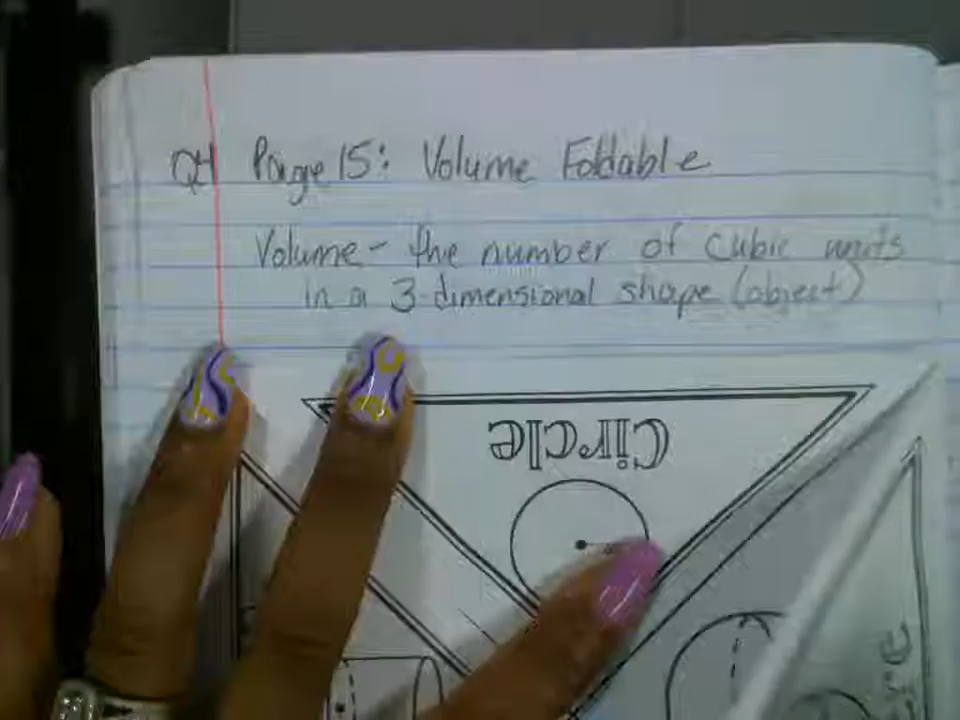 Q4 Page 15: Volume Foldable
Volume - the number of cubic units
in a 3-dimensional shape (object)
Circle